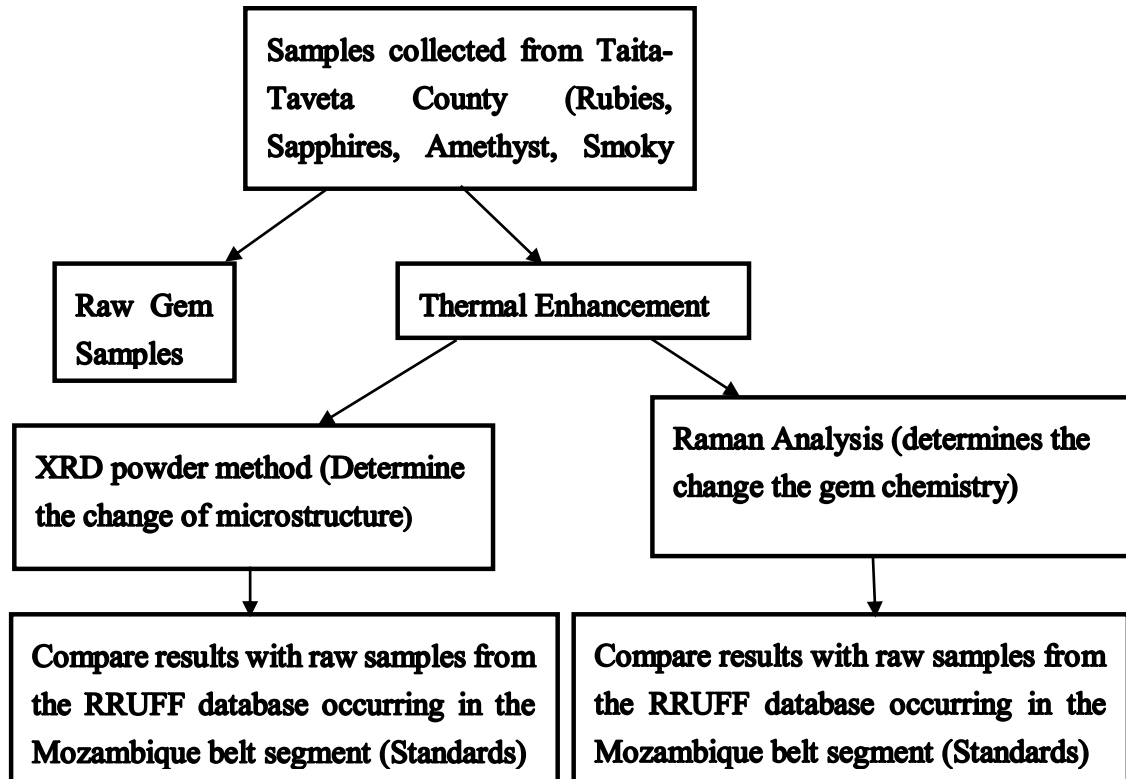 Samples collected from Taita-
Taveta County (Rubies,
Sapphires, Amethyst, Smoky
Raw Gem
Samples
Thermal Enhancement
XRD powder method (Determine
the change of microstructure)
Raman Analysis (determines the
change the gem chemistry)
Compare results with raw samples from
the RRUFF database occurring in the
Mozambique belt segment (Standards)
Compare results with raw samples from
the RRUFF database occurring in the
Mozambique belt segment (Standards)